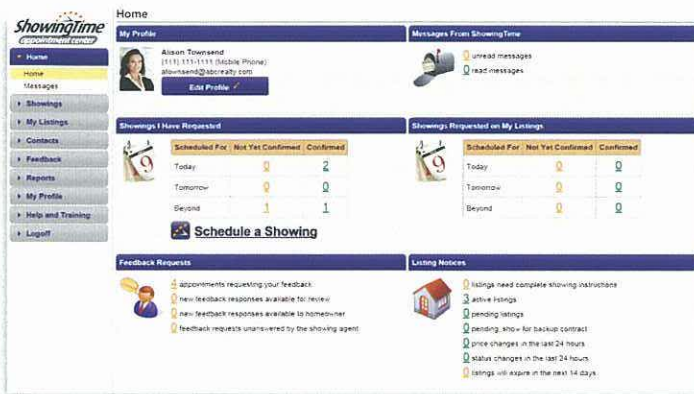 ShowingTime
appointment center
Home
Home
Messages
Showings
My Listings
Contacts
Feedback
Reports
My Profile
Help and Training
Logoff
Home
My Profile
Alison Townsend
(111) 111-1111 (Mobile Phone)
atownsend@abcrealty.com
Edit Profile
Messages From ShowingTime
0 unread messages
0 read messages
Showings I Have Requested
Scheduled For Not Yet Confirmed Confirmed
Today 0 2
Tomorrow 0 0
Beyond 1 1
Schedule a Showing
Showings Requested on My Listings
Scheduled For Not Yet Confirmed Confirmed
Today 0 0
Tomorrow 0 0
Beyond 0 0
Feedback Requests
4 appointments requesting your feedback
0 new feedback responses available for review
0 new feedback responses available to homeowner
0 feedback requests unanswered by the showing agent
Listing Notices
0 listings need complete showing instructions
3 active listings
0 pending listings
0 pending_show for backup contract
0 price changes in the last 24 hours
0 status changes in the last 24 hours
0 listings will expire in the next 14 days